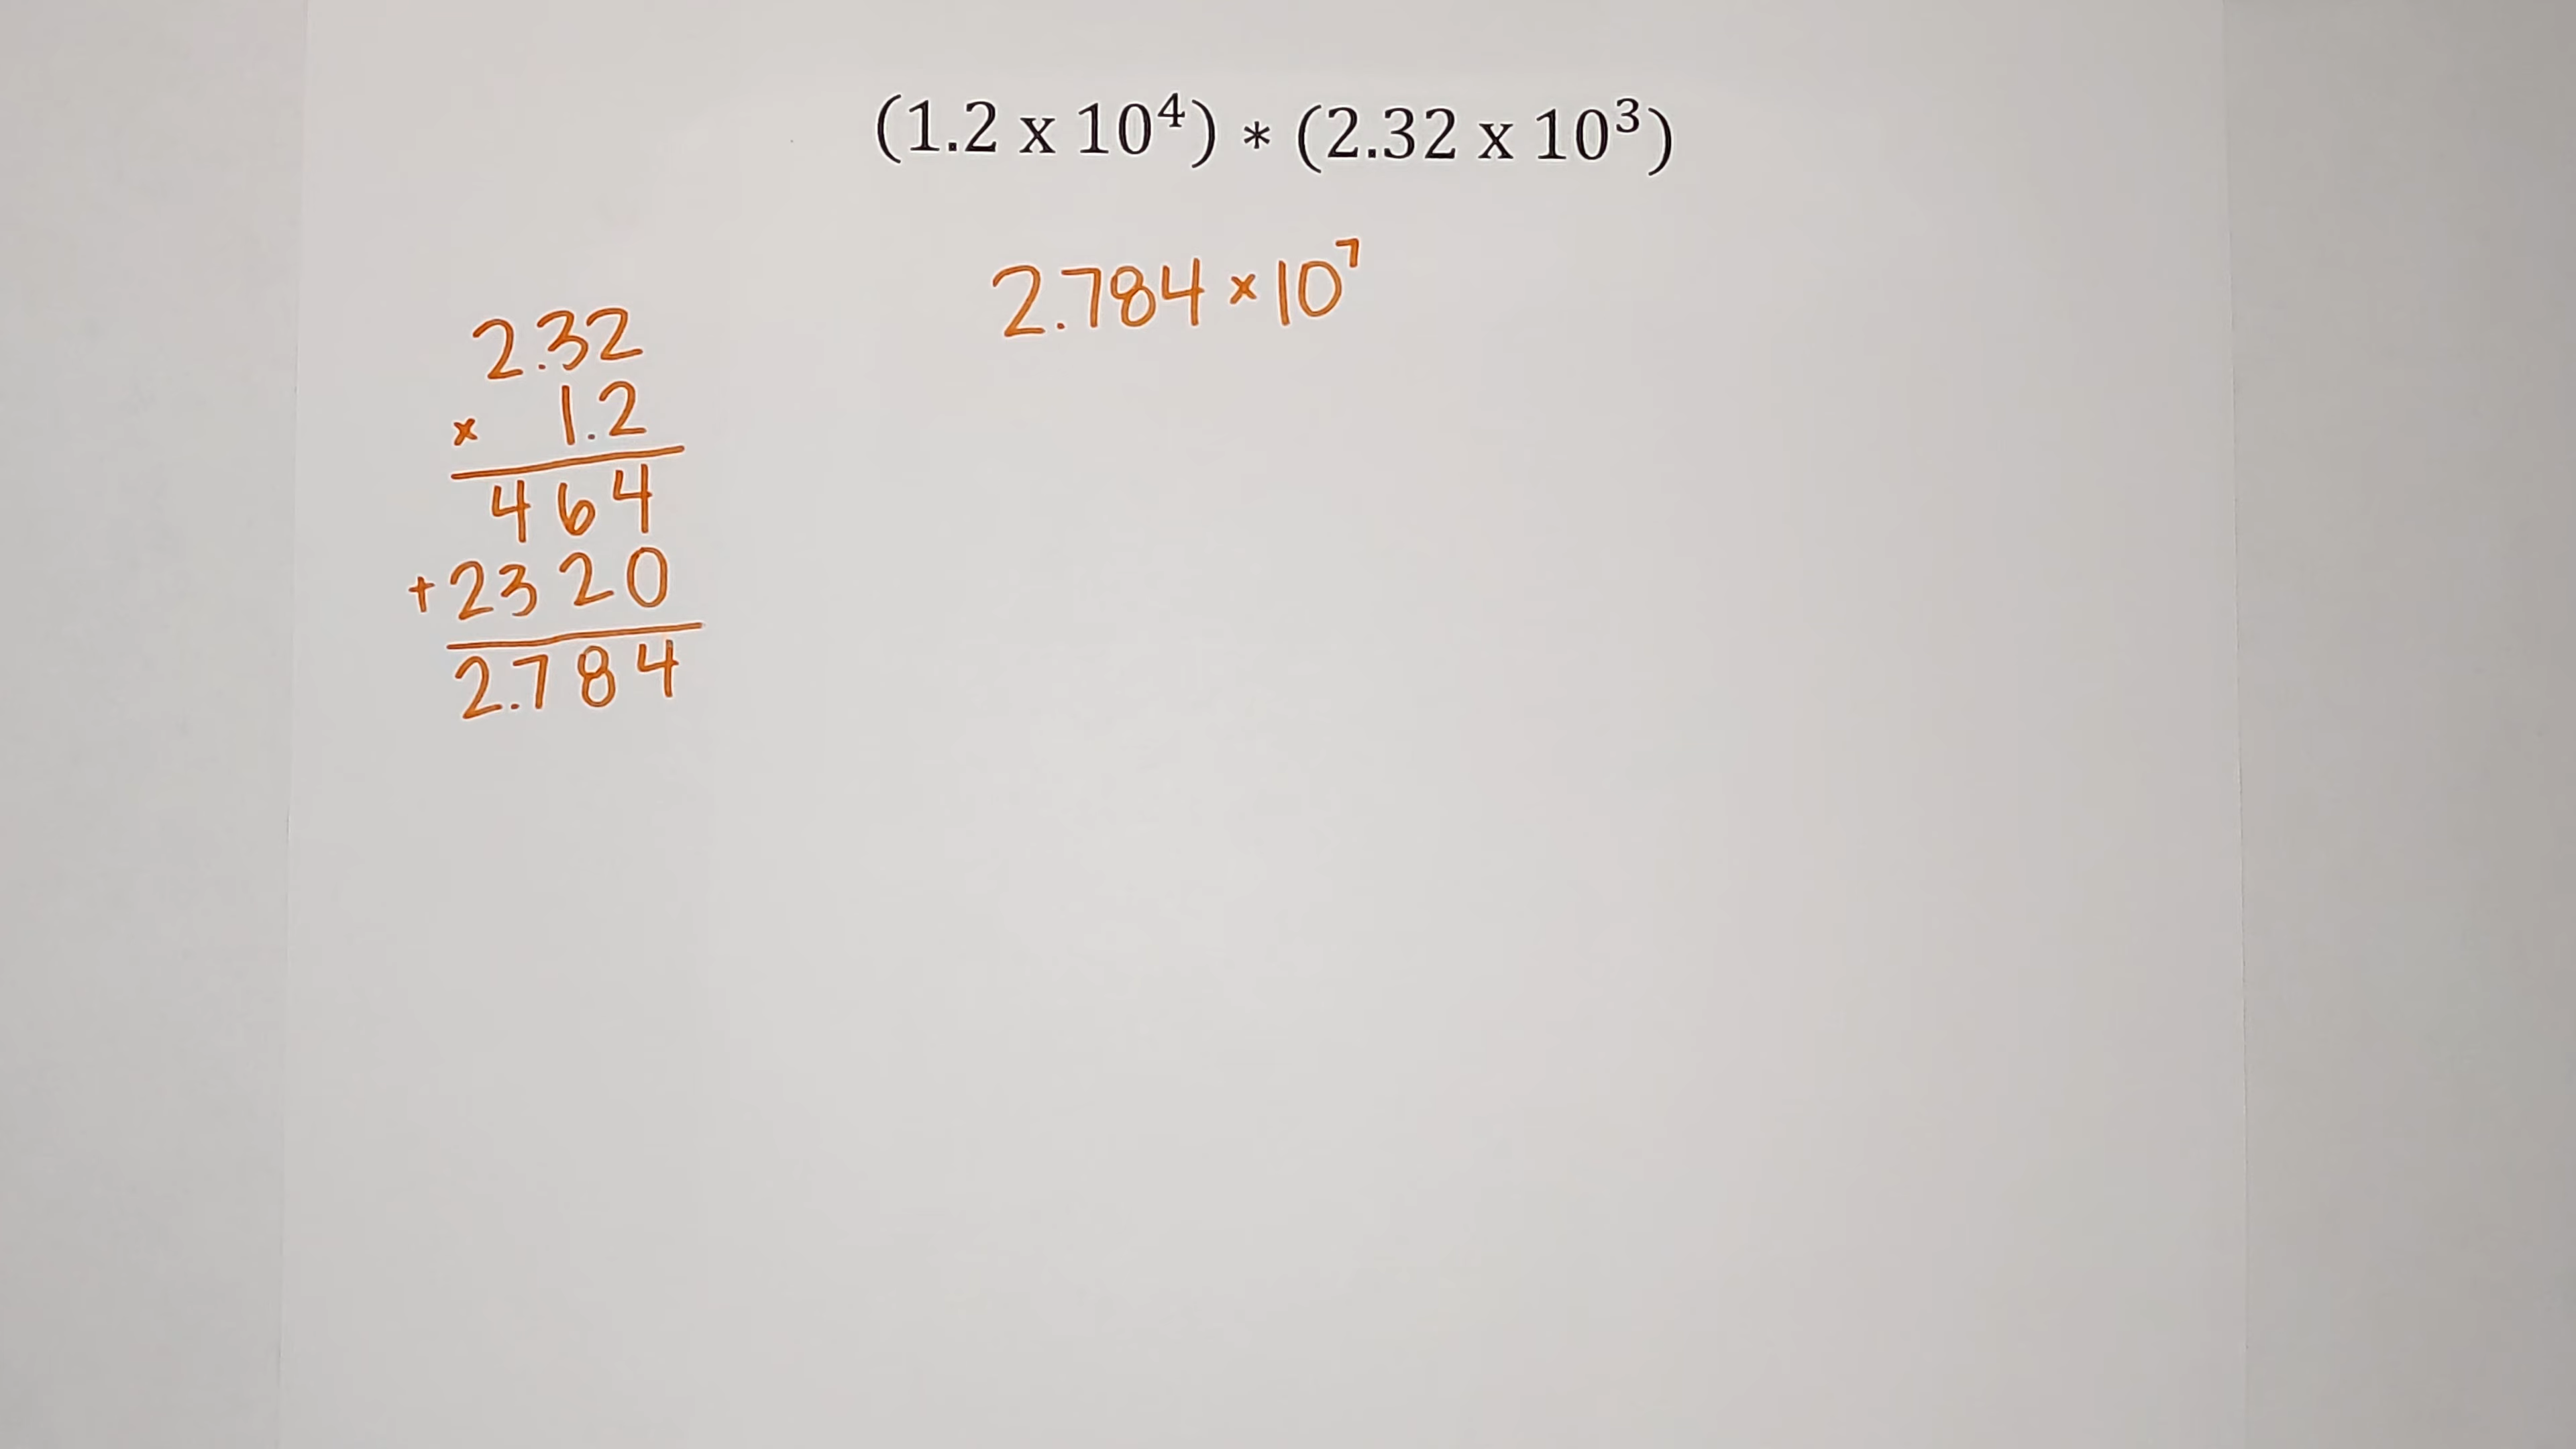 (1.2 x 10⁴) * (2.32 x 10³)
2.784 × 10⁷
2.32
× 1.2
464
+2320
2.784